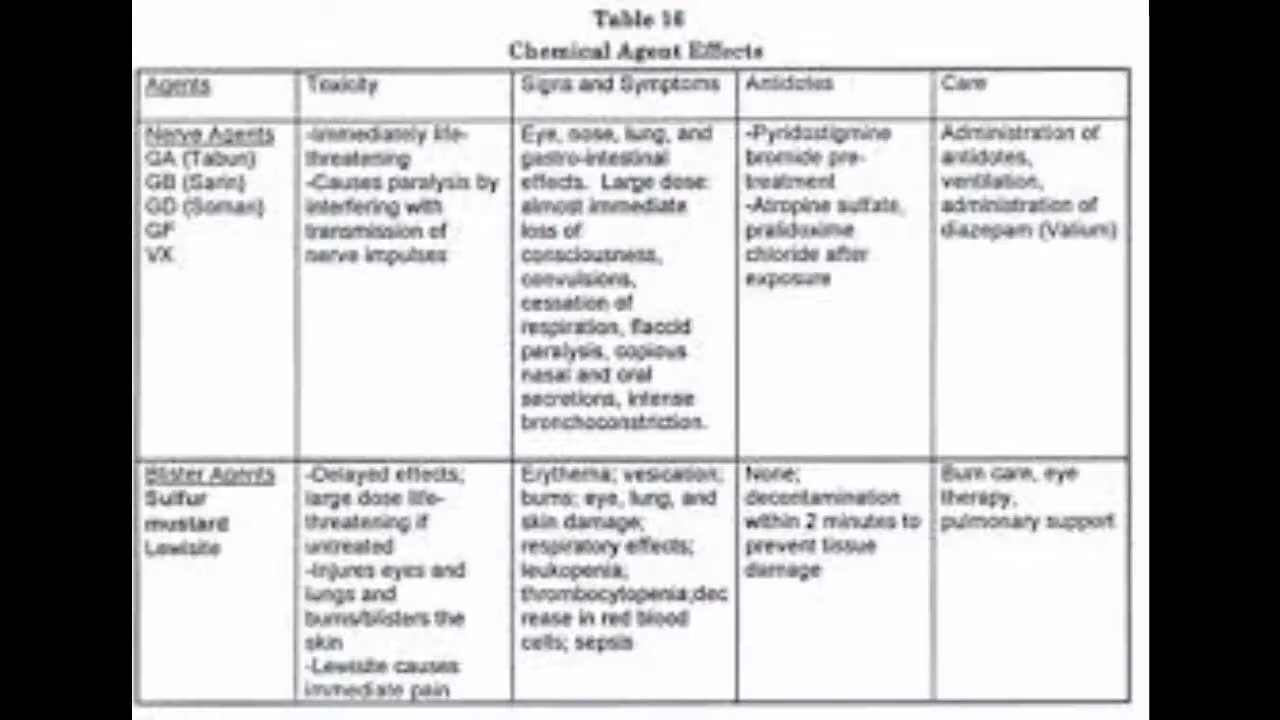 Table 16
Chemical Agent Effects
Agents
Toxicity
Signs and Symptoms
Antidotes
Care
Nerve Agents
GA (Tabun)
GB (Sarin)
GD (Soman)
GF
VX
-Immediately life-
threatening
-Causes paralysis by
interfering with
transmission of
nerve impulses
Eye, nose, lung, and
gastro-intestinal
effects. Large dose:
almost immediate
loss of
consciousness,
convulsions,
cessation of
respiration, flaccid
paralysis, copious
nasal and oral
secretions, intense
bronchoconstriction.
-Pyridostigmine
bromide pre-
treatment
-Atropine sulfate,
pralidoxime
chloride after
exposure
Administration of
antidotes,
ventilation,
administration of
diazepam (Valium)
Blister Agents
Sulfur
mustard
Lewisite
-Delayed effects;
large dose life-
threatening if
untreated
-Injures eyes and
lungs and
burns/blisters the
skin
-Lewisite causes
immediate pain
Erythema; vesication;
burns; eye, lung, and
skin damage;
respiratory effects;
leukopenia,
thrombocytopenia,dec
rease in red blood
cells; sepsis
None;
decontamination
within 2 minutes to
prevent tissue
damage
Burn care, eye
therapy,
pulmonary support